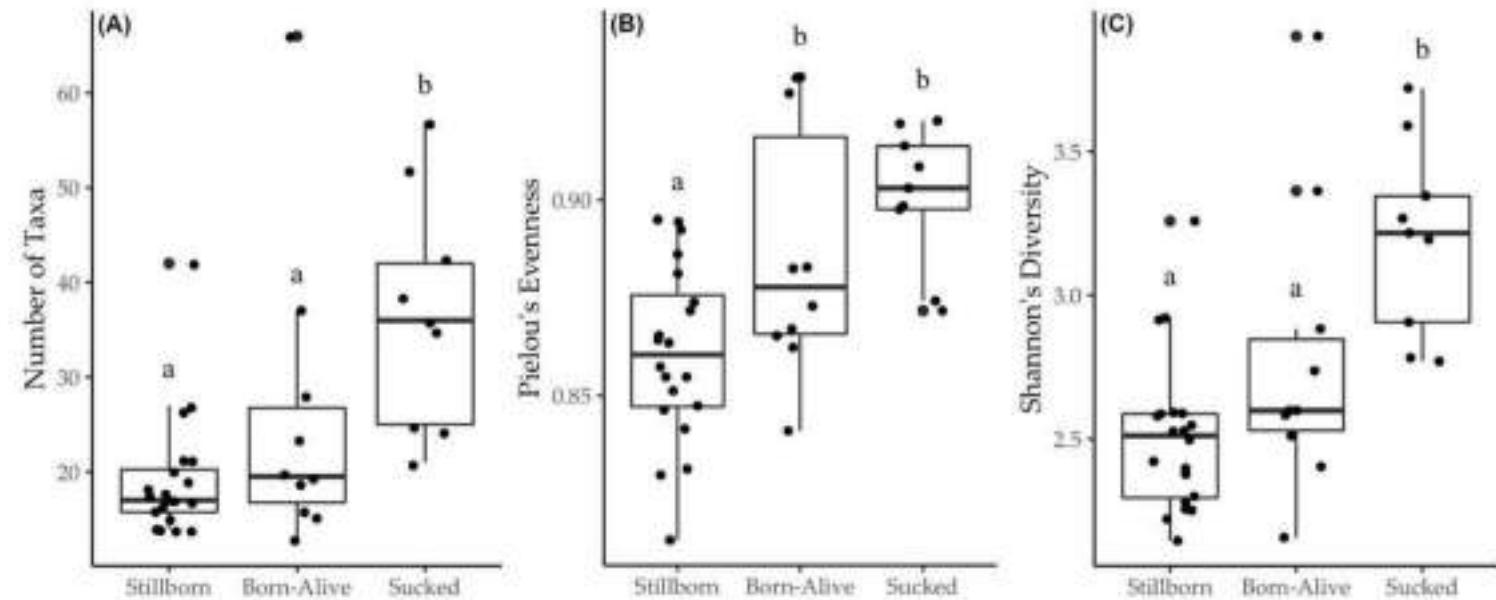 (A)
Number of Taxa
60
50
40
30
20
a
a
b
Stillborn
Born-Alive
Sucked
(B)
Pielou's Evenness
0.90
0.85
a
b
b
Stillborn
Born-Alive
Sucked
(C)
Shannon's Diversity
3.5
3.0
2.5
a
a
b
Stillborn
Born-Alive
Sucked